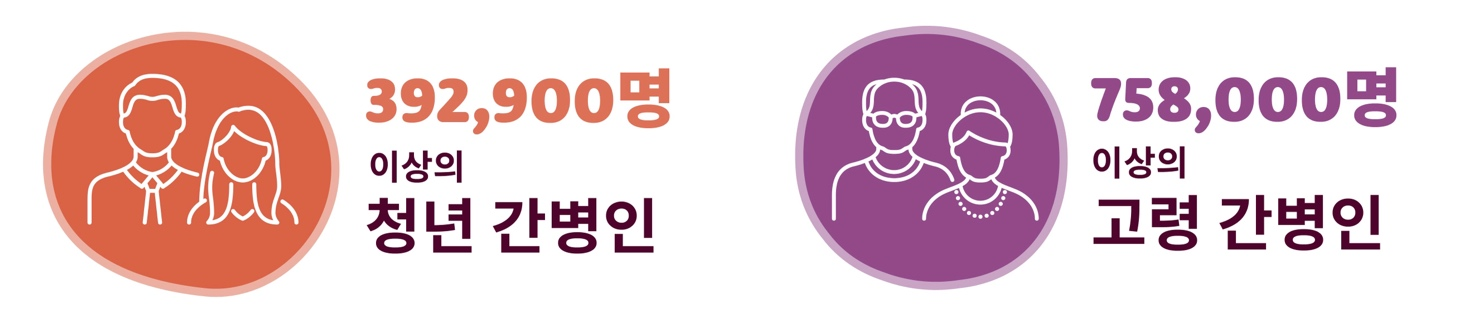 392,900명
이상의
청년 간병인
758,000명
이상의
고령 간병인